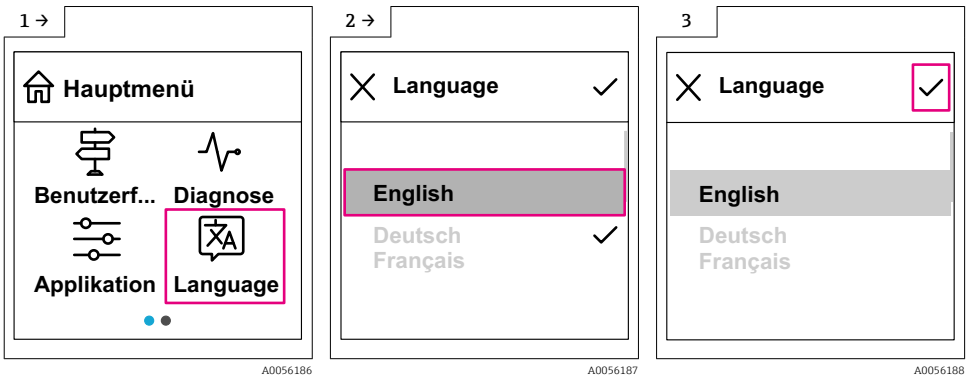 1 →
Hauptmenü
Benutzerf... Diagnose
Applikation Language
A0056186
2 →
Language
English
Deutsch
Français
A0056187
3
Language
English
Deutsch
Français
A0056188